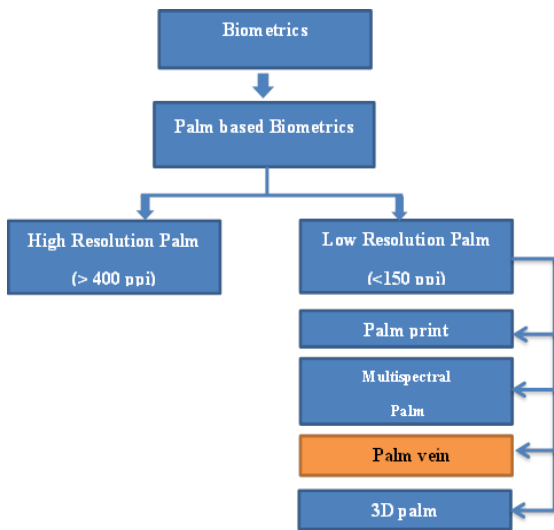 Biometrics
Palm based Biometrics
High Resolution Palm
(> 400 ppi)
Low Resolution Palm
(<150 ppi)
Palm print
Multispectral
Palm
Palm vein
3D palm